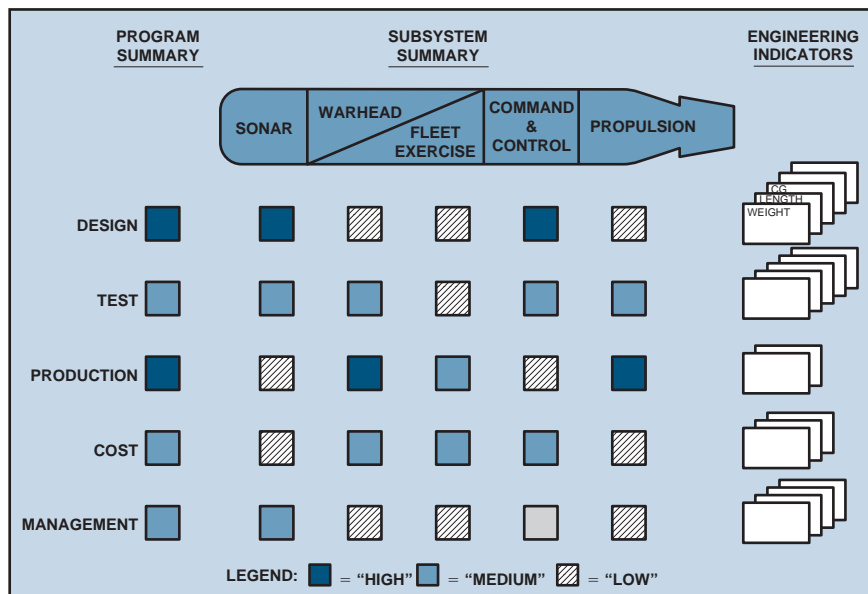 PROGRAM
SUMMARY
SUBSYSTEM
SUMMARY
ENGINEERING
INDICATORS
SONAR
WARHEAD
FLEET
EXERCISE
COMMAND
&
CONTROL
PROPULSION
DESIGN
CG
LENGTH
WEIGHT
TEST
PRODUCTION
COST
MANAGEMENT
LEGEND: = “HIGH” = “MEDIUM” = “LOW”